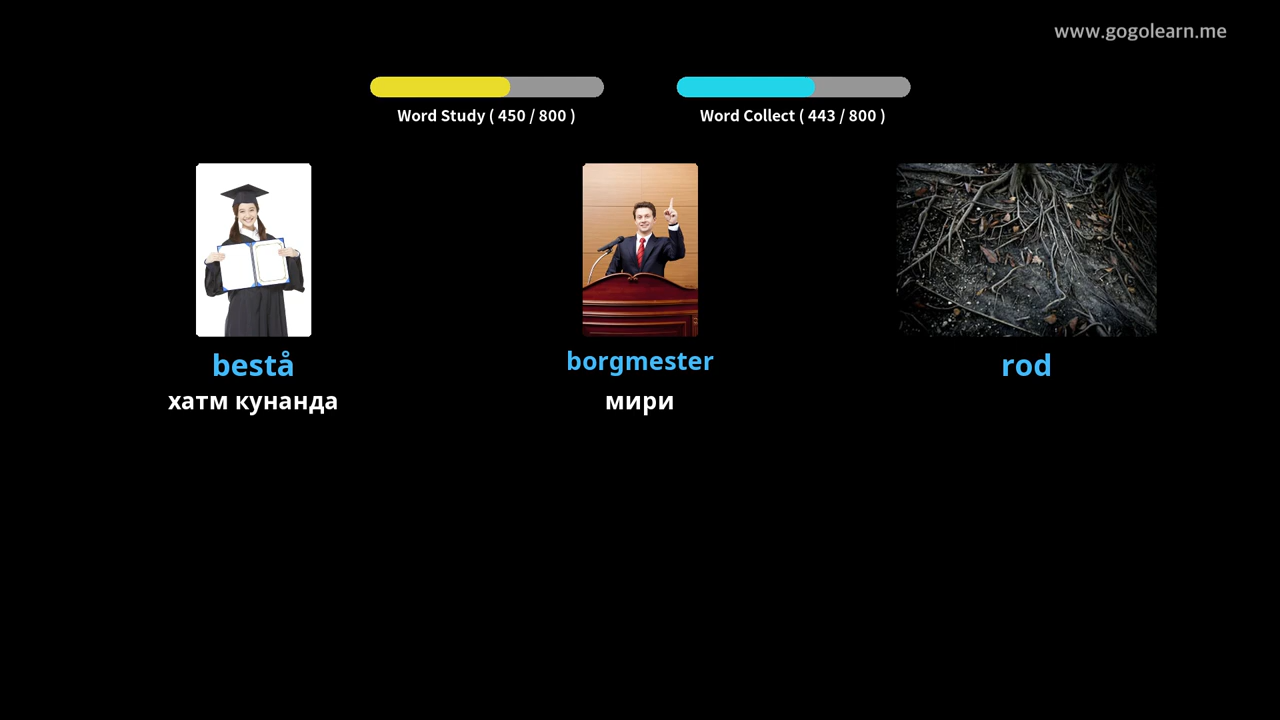 www.gogolearn.me
Word Study ( 450 / 800 )
Word Collect ( 443 / 800 )
bestå
borgmester
rod
хатм кунанда
мири